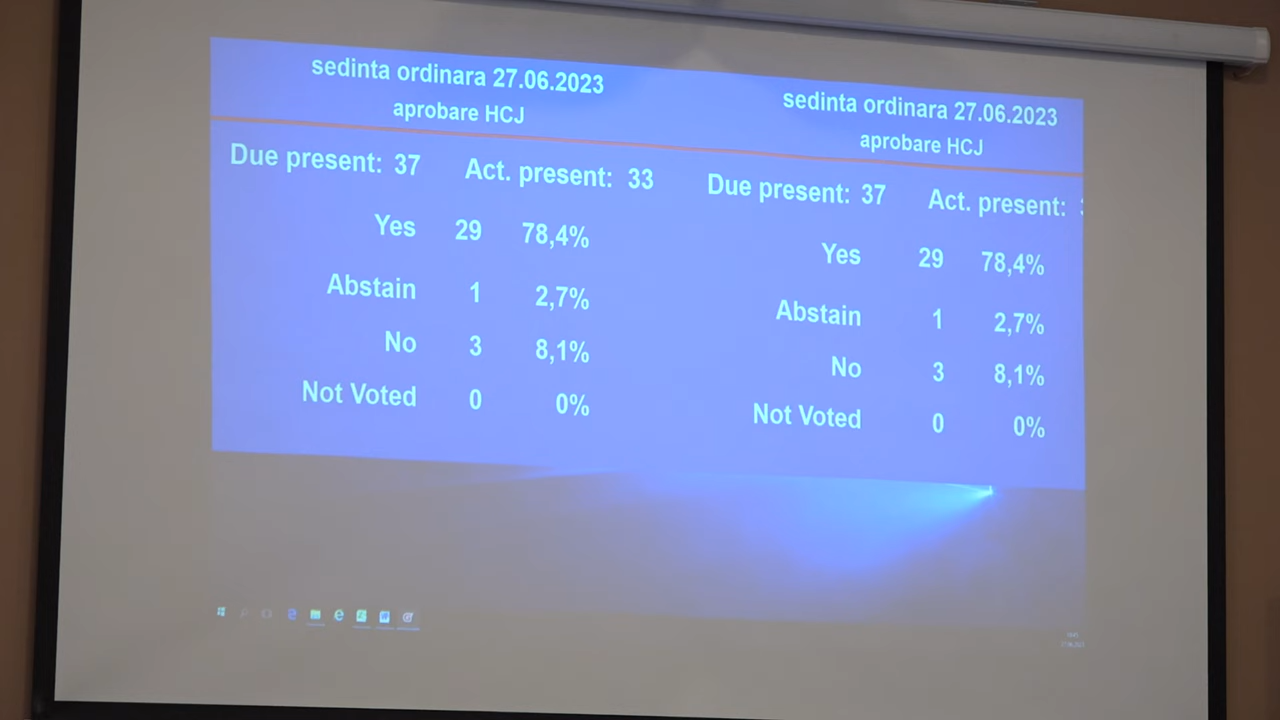 sedinta ordinara 27.06.2023
aprobare HCJ
Due present: 37 Act. present: 33
Yes 29 78,4%
Abstain 1 2,7%
No 3 8,1%
Not Voted 0 0%
sedinta ordinara 27.06.2023
aprobare HCJ
Due present: 37 Act. present:
Yes 29 78,4%
Abstain 1 2,7%
No 3 8,1%
Not Voted 0 0%